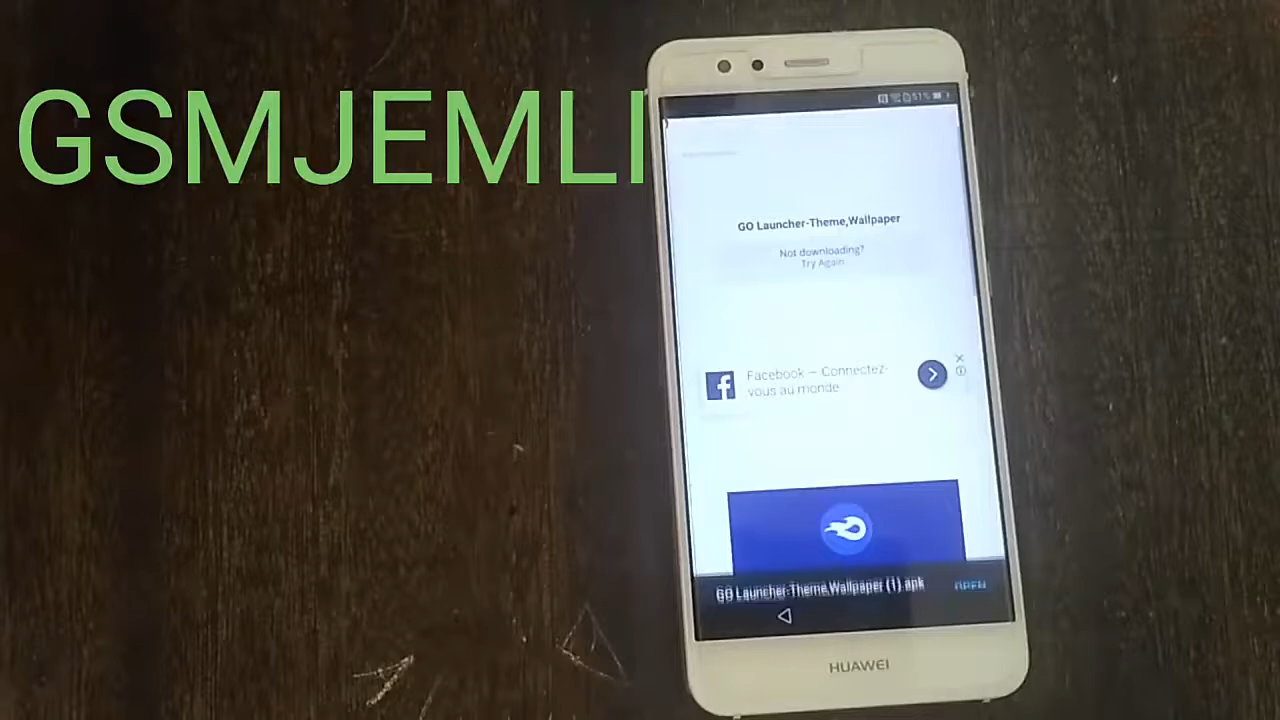 GSMJEMLI
51%
GO Launcher-Theme,Wallpaper
Not downloading?
Try Again
Facebook – Connectez-
vous au monde
GO Launcher-Theme,Wallpaper (1).apk
OPEN
HUAWEI